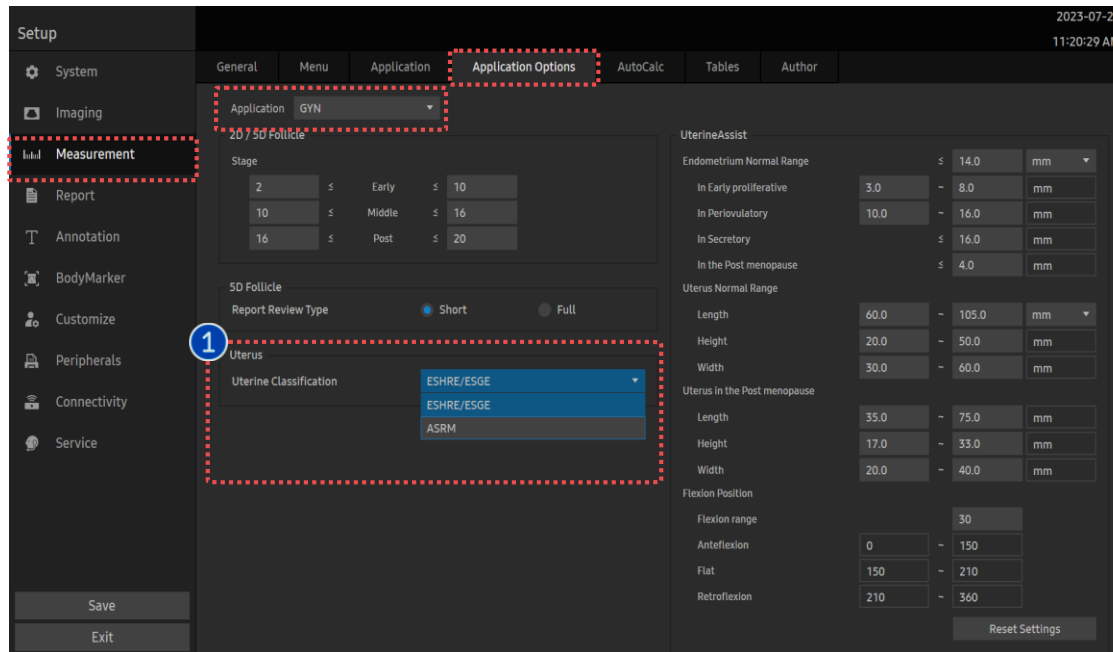 Setup
2023-07-2
11:20:29 AM
System
Imaging
Measurement
Report
Annotation
BodyMarker
Customize
Peripherals
Connectivity
Service
Save
Exit
General Menu Application Application Options AutoCalc Tables Author
Application GYN
2D / 5D Follicle
Stage
2 ≤ Early ≤ 10
10 ≤ Middle ≤ 16
16 ≤ Post ≤ 20
5D Follicle
Report Review Type Short Full
1
Uterus
Uterine Classification ESHRE/ESGE
ESHRE/ESGE
ASRM
UterineAssist
Endometrium Normal Range ≤ 14.0 mm
In Early proliferative 3.0 ~ 8.0 mm
In Periovulatory 10.0 ~ 16.0 mm
In Secretory ≤ 16.0 mm
In the Post menopause ≤ 4.0 mm
Uterus Normal Range
Length 60.0 ~ 105.0 mm
Height 20.0 ~ 50.0 mm
Width 30.0 ~ 60.0 mm
Uterus in the Post menopause
Length 35.0 ~ 75.0 mm
Height 17.0 ~ 33.0 mm
Width 20.0 ~ 40.0 mm
Flexion Position
Flexion range 30
Anteflexion 0 ~ 150
Flat 150 ~ 210
Retroflexion 210 ~ 360
Reset Settings